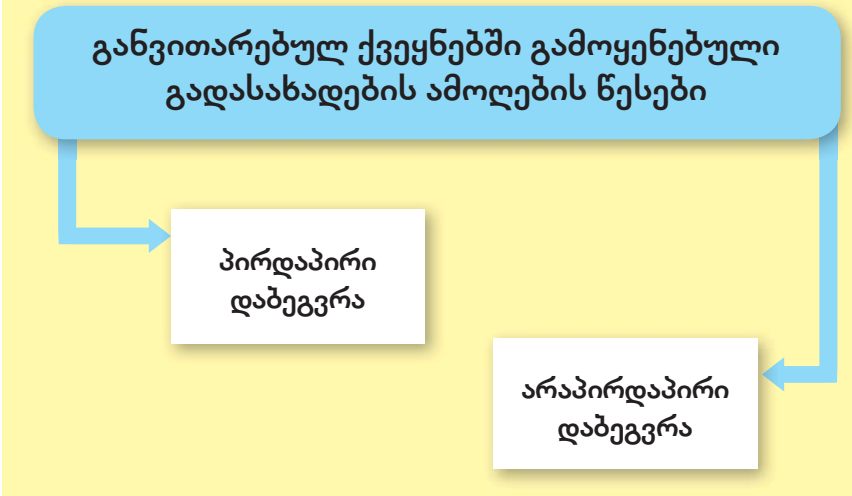 განვითარებულ ქვეყნებში გამოყენებული
გადასახადების ამოღების წესები
პირდაპირი
დაბეგვრა
არაპირდაპირი
დაბეგვრა